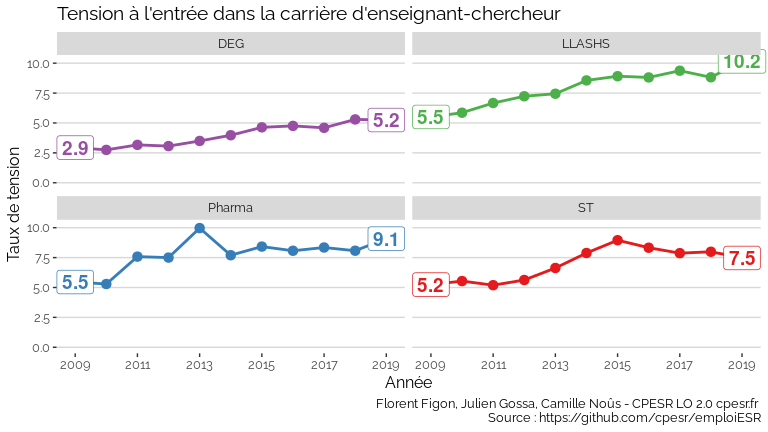 Tension à l'entrée dans la carrière d'enseignant-chercheur
DEG
LLASHS
Taux de tension
10.0
7.5
5.0
2.5
0.0
2.9
5.2
5.5
10.2
Pharma
ST
10.0
7.5
5.0
2.5
0.0
5.5
9.1
5.2
7.5
2009 2011 2013 2015 2017 2019
2009 2011 2013 2015 2017 2019
Année
Florent Figon, Julien Gossa, Camille Noûs - CPESR LO 2.0 cpesr.fr
Source : https://github.com/cpesr/emploiESR